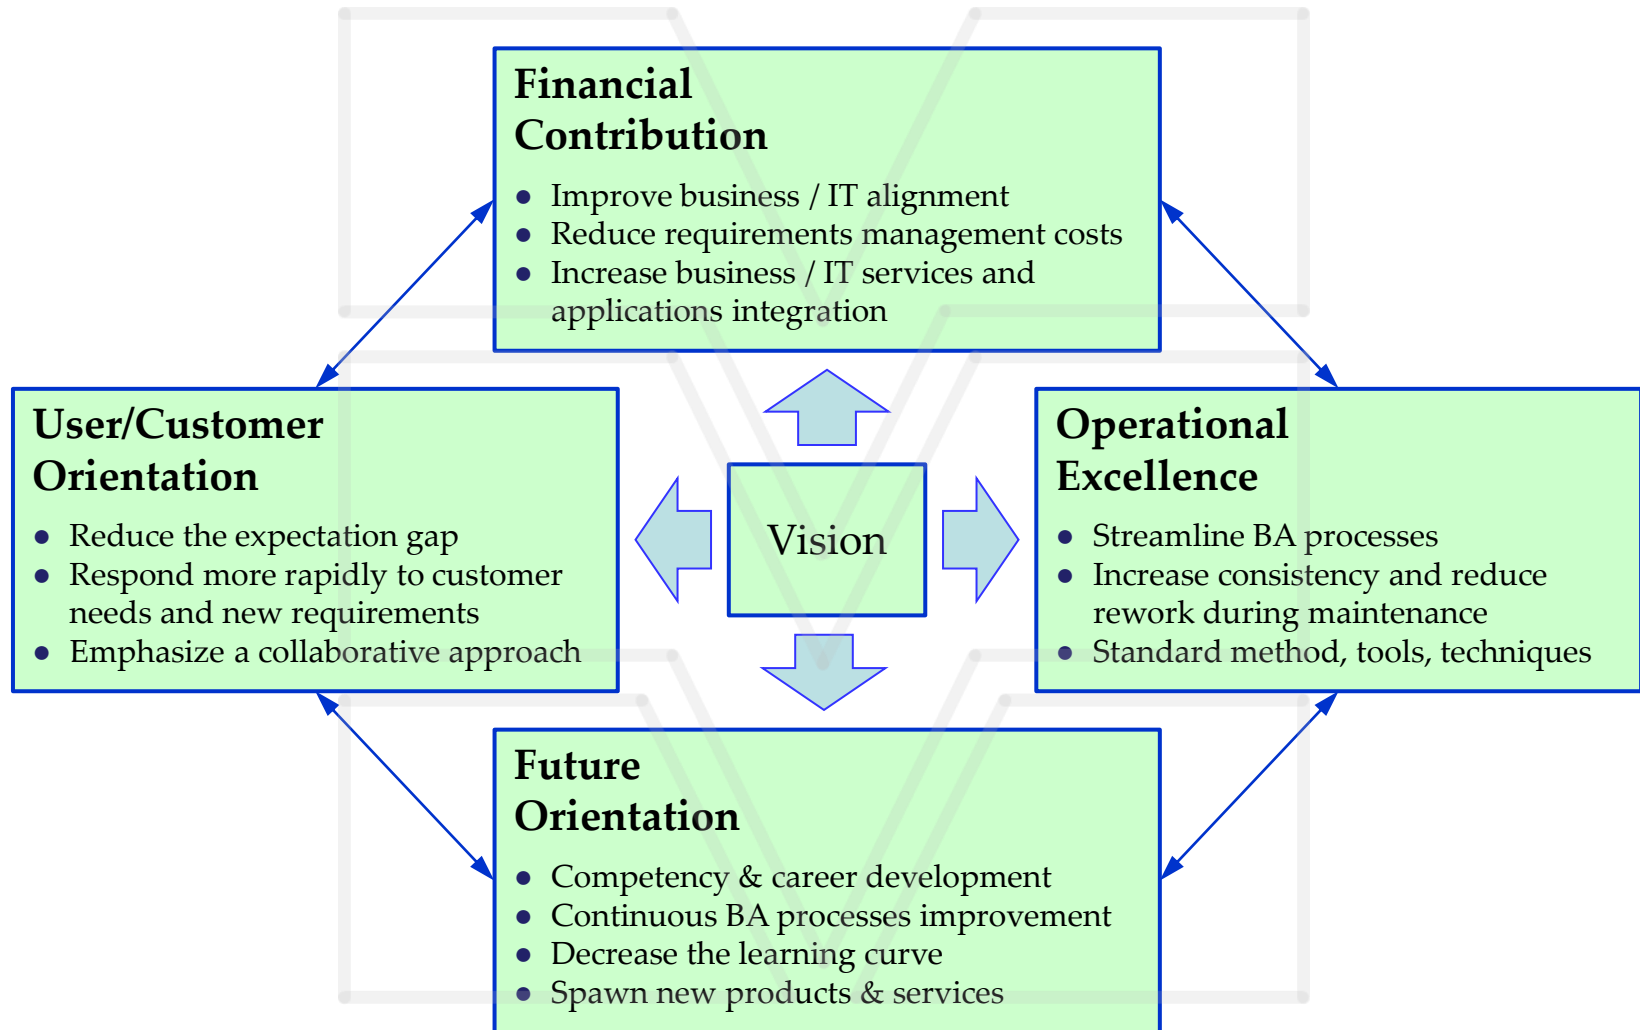 Financial
Contribution
● Improve business / IT alignment
● Reduce requirements management costs
● Increase business / IT services and
applications integration
User/Customer
Orientation
● Reduce the expectation gap
● Respond more rapidly to customer
needs and new requirements
● Emphasize a collaborative approach
Vision
Operational
Excellence
● Streamline BA processes
● Increase consistency and reduce
rework during maintenance
● Standard method, tools, techniques
Future
Orientation
● Competency & career development
● Continuous BA processes improvement
● Decrease the learning curve
● Spawn new products & services